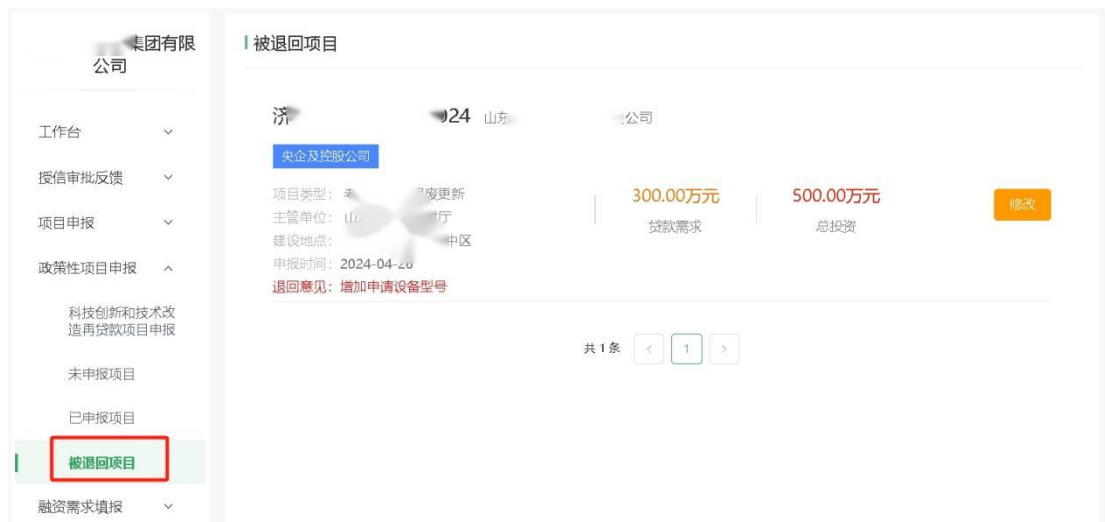 集团有限
公司
工作台
授信审批反馈
项目申报
政策性项目申报
科技创新和技术改
造再贷款项目申报
未申报项目
已申报项目
被退回项目
融资需求填报
被退回项目
济 024 山东 公司
央企及控股公司
项目类型： 废更新
主管单位： 山 厅
建设地点： 中区
申报时间：2024-04-26
退回意见：增加申请设备型号
300.00万元
贷款需求
500.00万元
总投资
修改
共 1 条 < 1 >